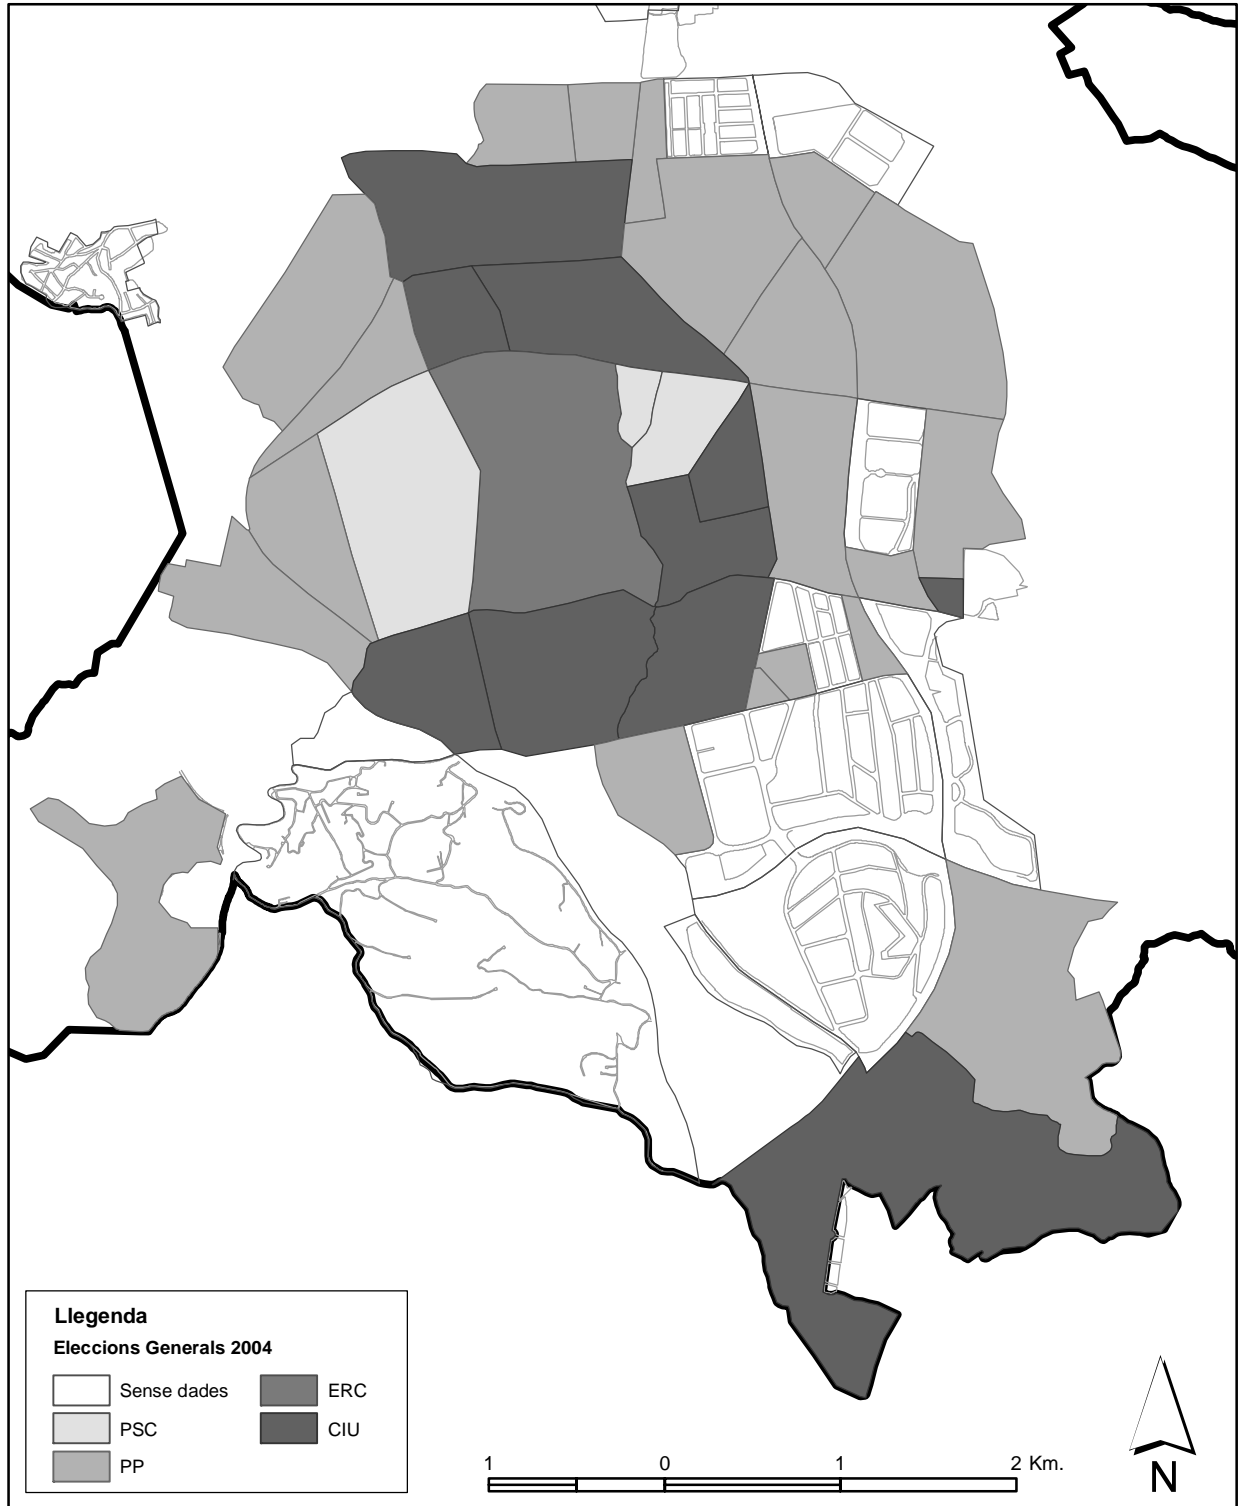 Llegenda
Eleccions Generals 2004
Sense dades
PSC
PP
ERC
CIU
1 0 1 2 Km.
N